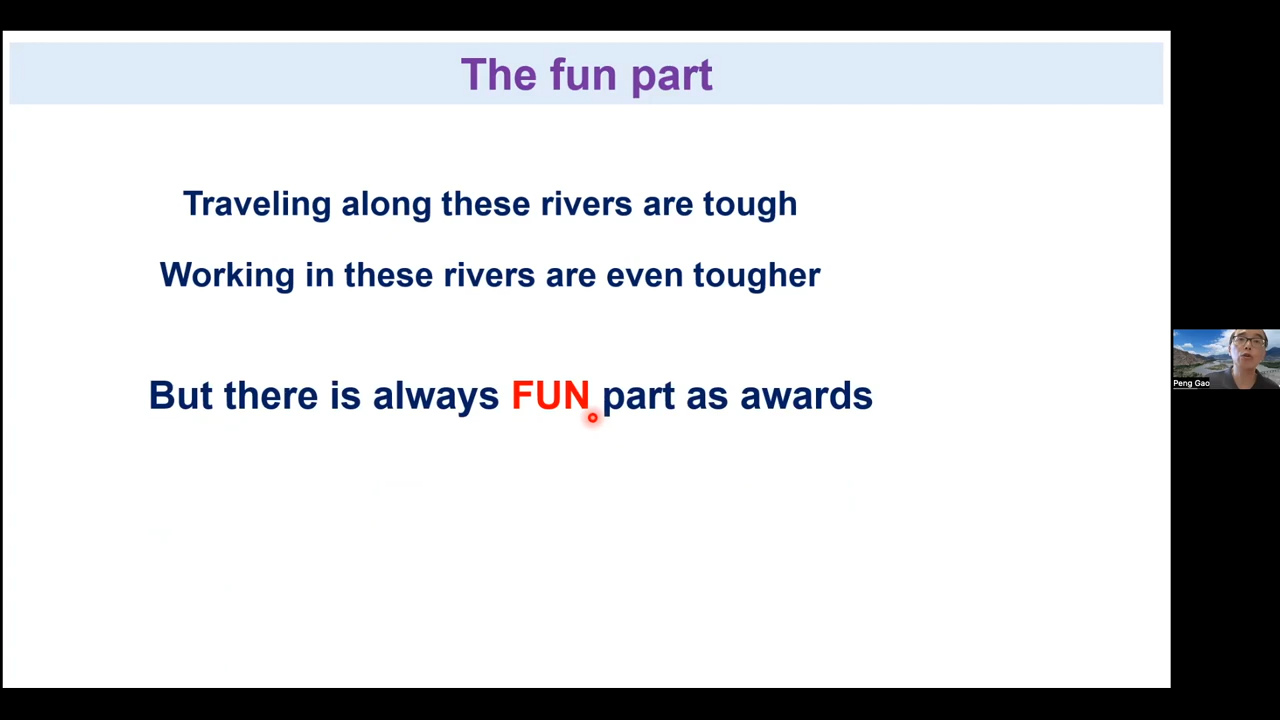 The fun part
Traveling along these rivers are tough
Working in these rivers are even tougher
But there is always FUN part as awards
Peng Gao